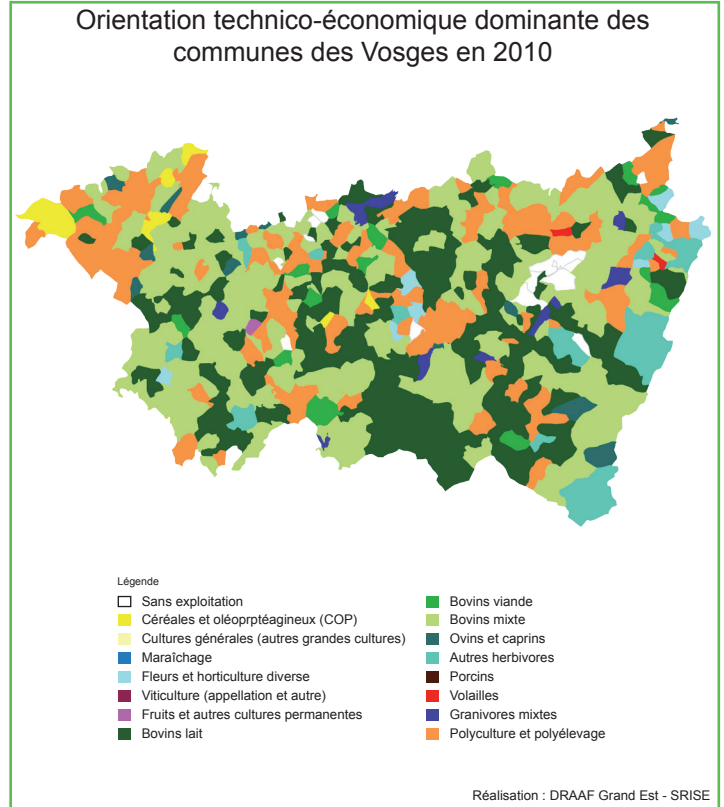 Orientation technico-économique dominante des
communes des Vosges en 2010
Légende
Sans exploitation
Céréales et oléoprptéagineux (COP)
Cultures générales (autres grandes cultures)
Maraîchage
Fleurs et horticulture diverse
Viticulture (appellation et autre)
Fruits et autres cultures permanentes
Bovins lait
Bovins viande
Bovins mixte
Ovins et caprins
Autres herbivores
Porcins
Volailles
Granivores mixtes
Polyculture et polyélevage
Réalisation : DRAAF Grand Est - SRISE